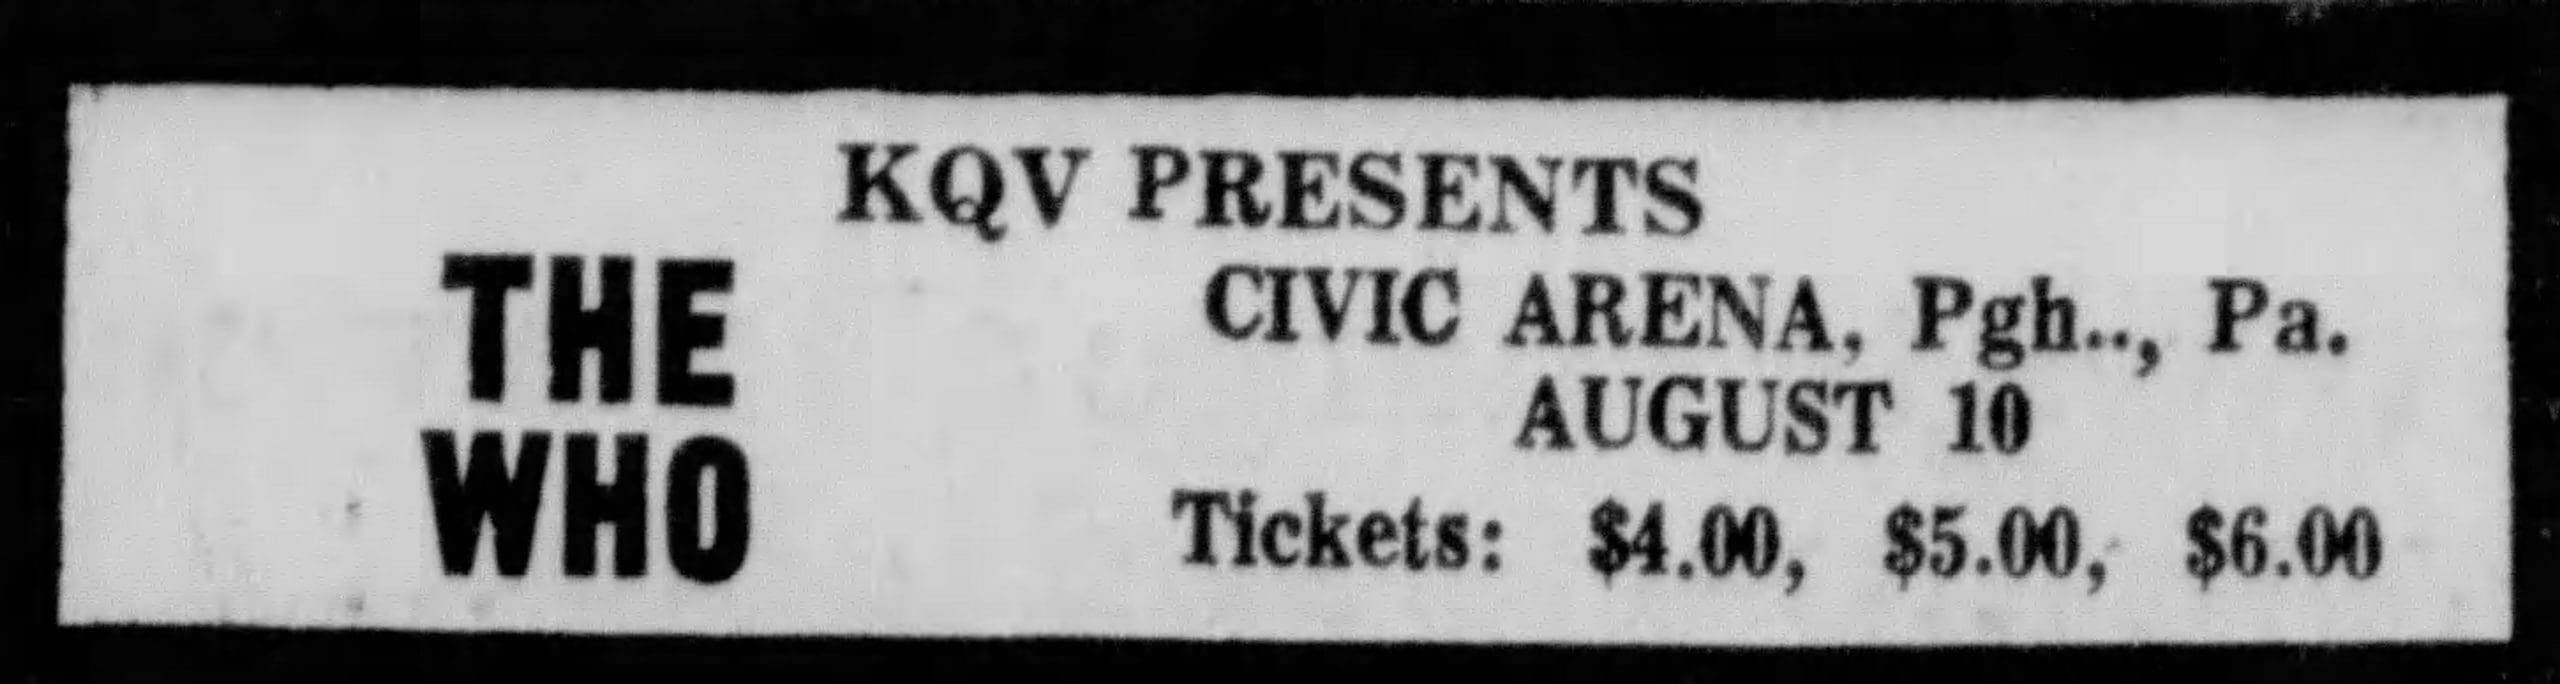 KQV PRESENTS
THE
WHO
CIVIC ARENA, Pgh.., Pa.
AUGUST 10
Tickets: $4.00, $5.00, $6.00